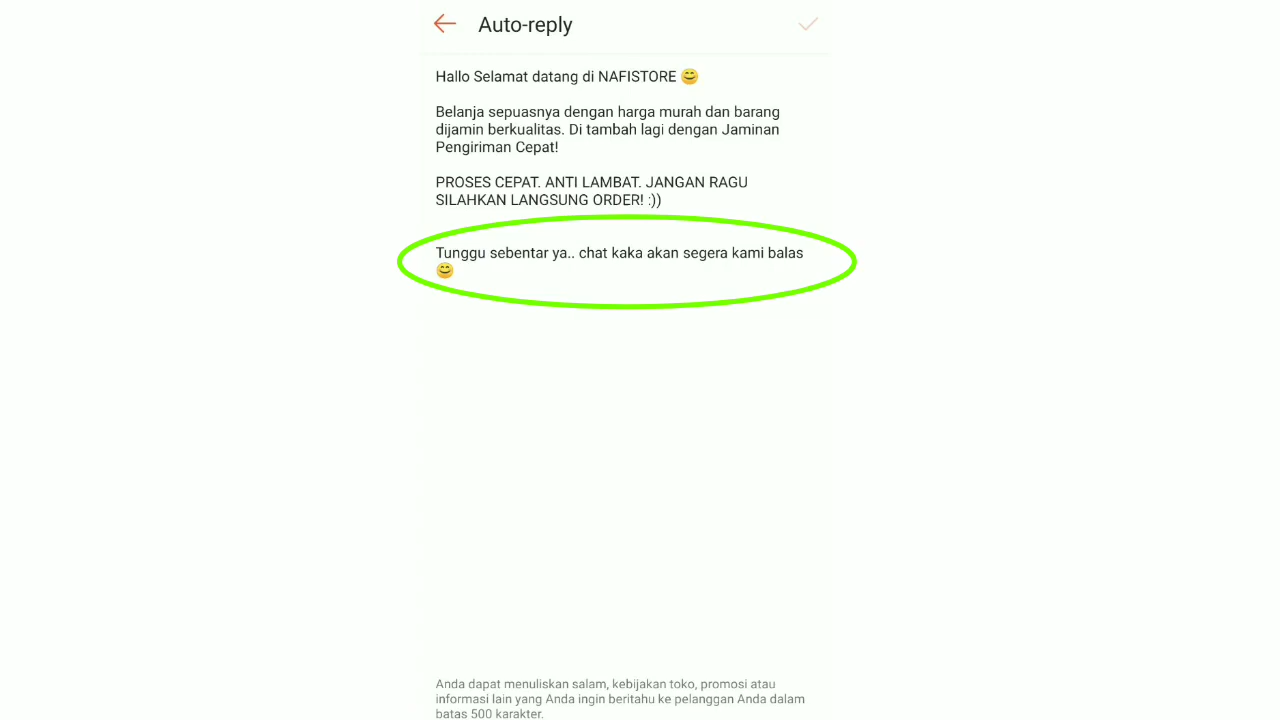 Auto-reply
Hallo Selamat datang di NAFISTORE 😊
Belanja sepuasnya dengan harga murah dan barang
dijamin berkualitas. Di tambah lagi dengan Jaminan
Pengiriman Cepat!
PROSES CEPAT. ANTI LAMBAT. JANGAN RAGU
SILAHKAN LANGSUNG ORDER! :))
Tunggu sebentar ya.. chat kaka akan segera kami balas
😊
Anda dapat menuliskan salam, kebijakan toko, promosi atau
informasi lain yang Anda ingin beritahu ke pelanggan Anda dalam
batas 500 karakter.